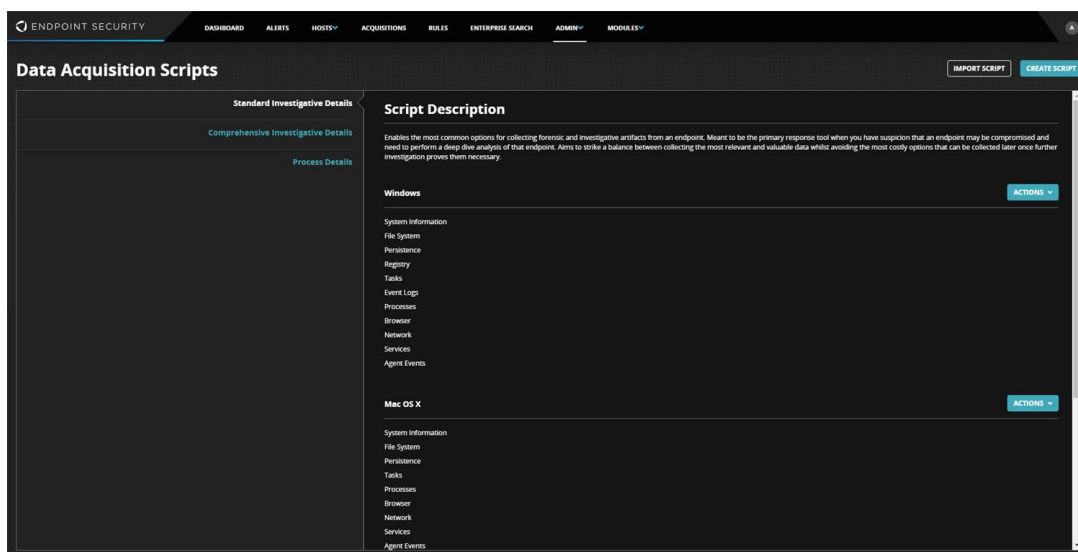 ENDPOINT SECURITY DASHBOARD ALERTS HOSTS ACQUISITIONS RULES ENTERPRISE SEARCH ADMIN MODULES A
Data Acquisition Scripts IMPORT SCRIPT CREATE SCRIPT
Standard Investigative Details
Comprehensive Investigative Details
Process Details
Script Description
Enables the most common options for collecting forensic and investigative artifacts from an endpoint. Meant to be the primary response tool when you have suspicion that an endpoint may be compromised and
need to perform a deep dive analysis of that endpoint. Aims to strike a balance between collecting the most relevant and valuable data whilst avoiding the most costly options that can be collected later once further
investigation proves them necessary.
Windows ACTIONS
System Information
File System
Persistence
Registry
Tasks
Event Logs
Processes
Browser
Network
Services
Agent Events
Mac OS X ACTIONS
System Information
File System
Persistence
Tasks
Processes
Browser
Network
Services
Agent Events